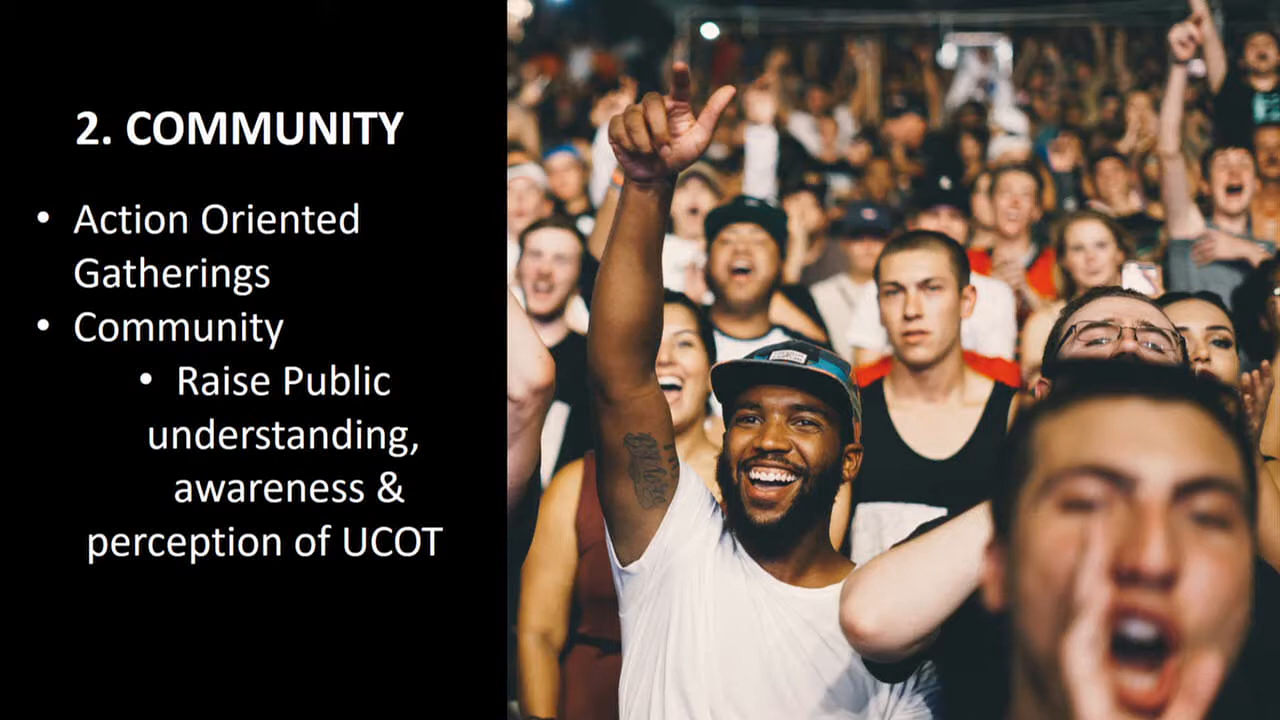 2. COMMUNITY
• Action Oriented
Gatherings
• Community
• Raise Public
understanding,
awareness &
perception of UCOT